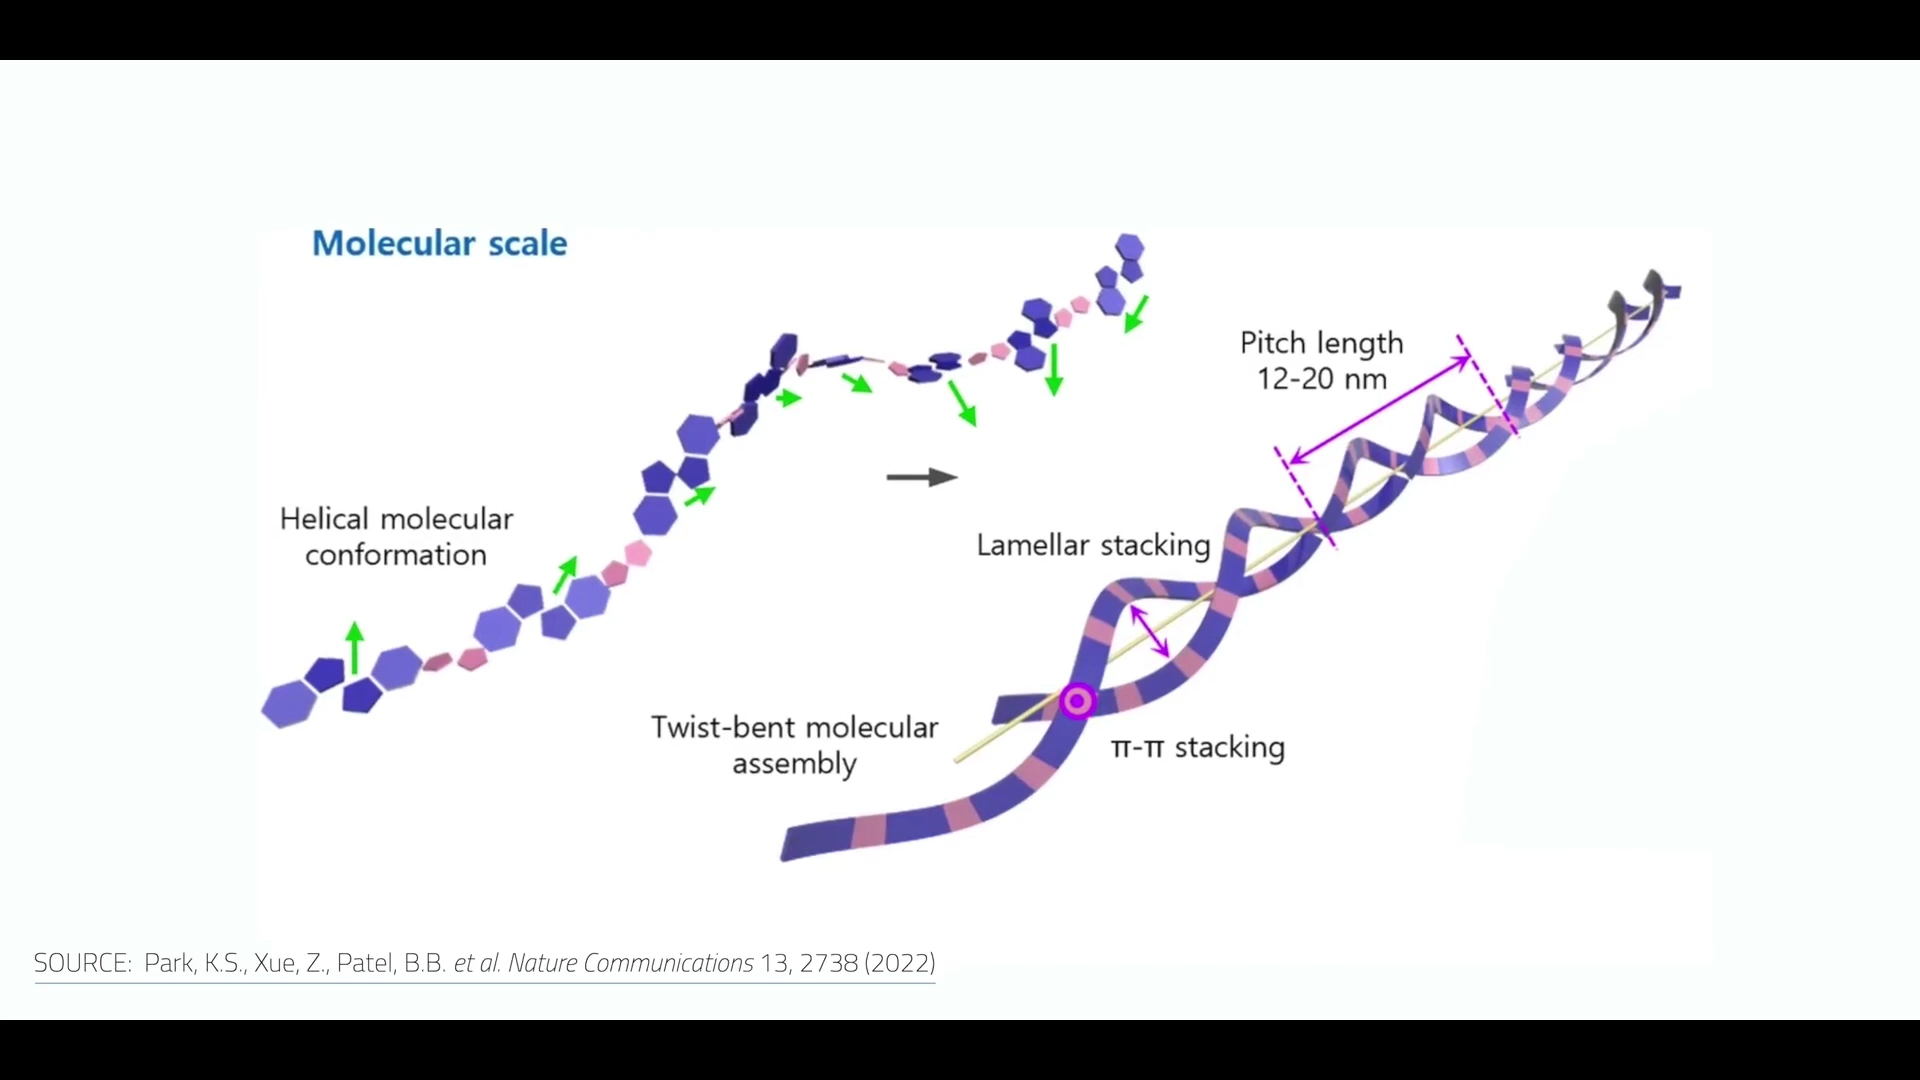 Molecular scale
Helical molecular
conformation
Pitch length
12-20 nm
Lamellar stacking
Twist-bent molecular
assembly
π-π stacking
SOURCE: Park, K.S., Xue, Z., Patel, B.B. et al. Nature Communications 13, 2738 (2022)